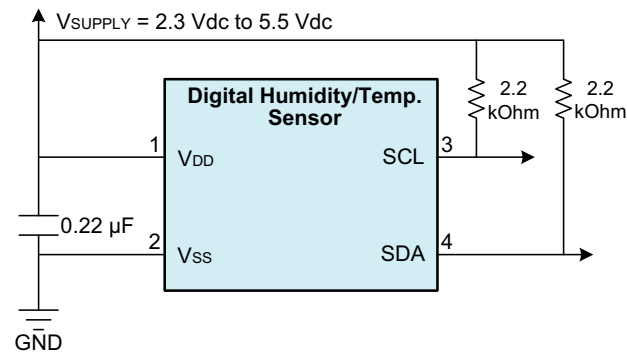 VSUPPLY = 2.3 Vdc to 5.5 Vdc
Digital Humidity/Temp.
Sensor
2.2
kOhm
2.2
kOhm
1
VDD
SCL
3
0.22 µF
2
VSS
SDA
4
GND